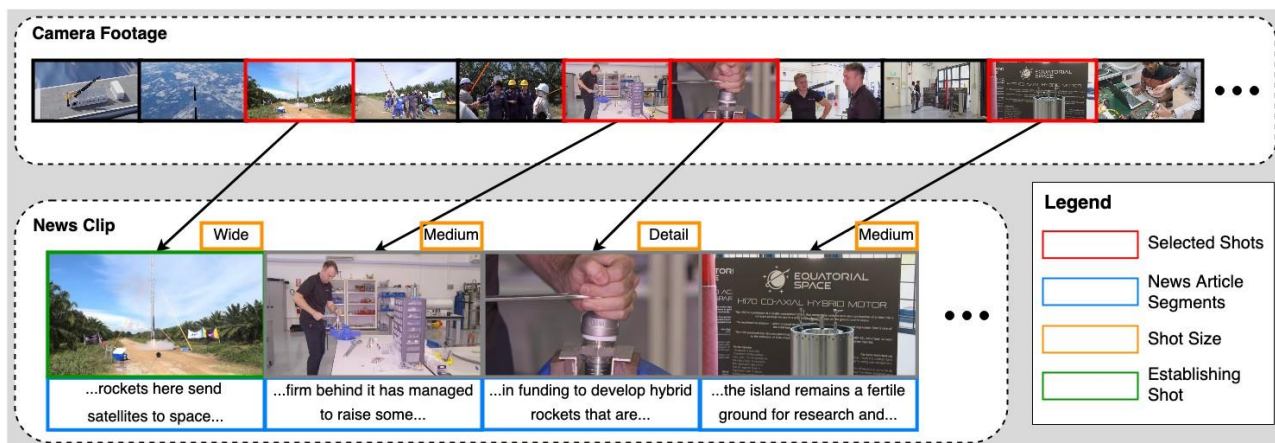 Camera Footage
EQUATORIAL
SPACE
News Clip
Wide
Medium
Detail
Medium
EQUATORIAL
SPACE
H170 CO-AXIAL HYBRID MOTOR
...rockets here send
satellites to space...
...firm behind it has managed
to raise some...
...in funding to develop hybrid
rockets that are...
...the island remains a fertile
ground for research and...
Legend
Selected Shots
News Article
Segments
Shot Size
Establishing
Shot